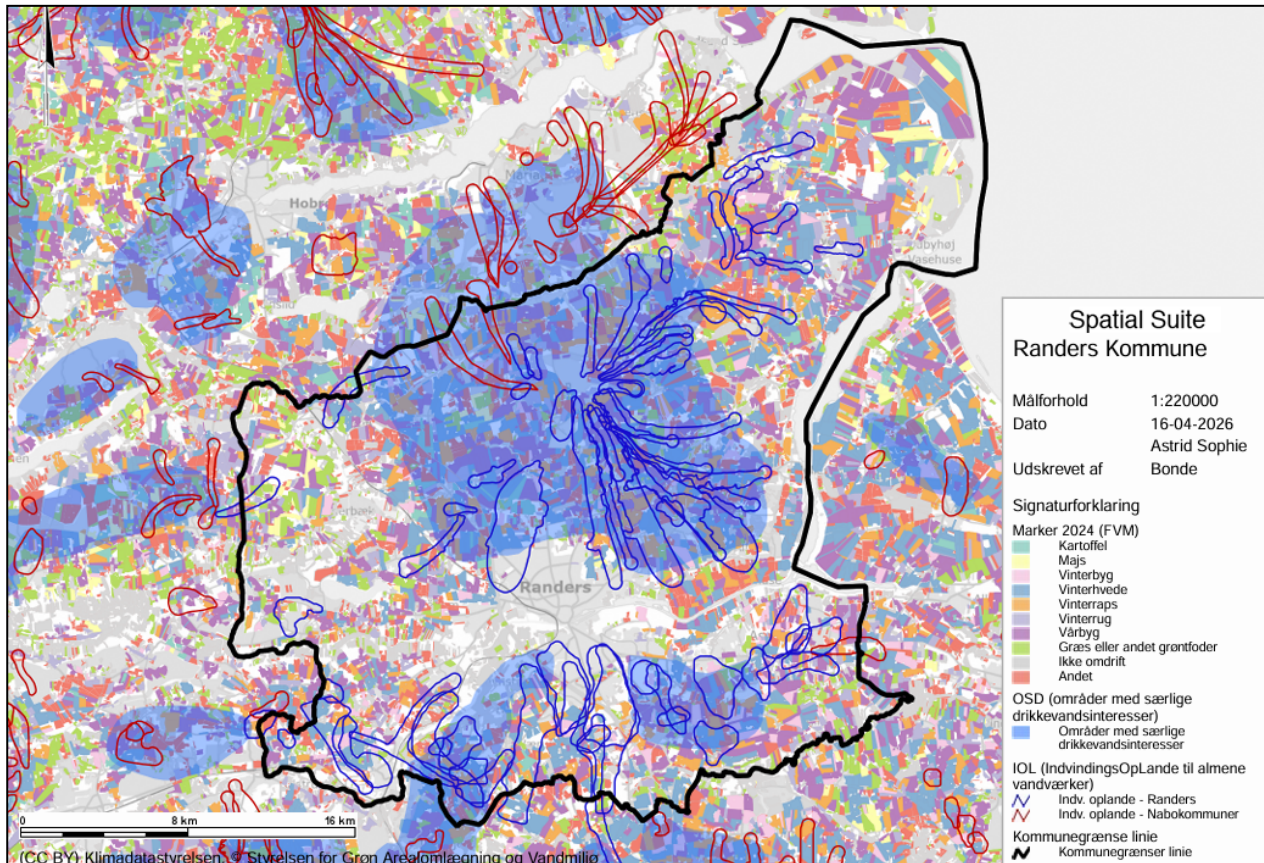 Hobr
Randers
Vasehuse
Spatial Suite
Randers Kommune
Målforhold 1:220000
Dato 16-04-2026
Astrid Sophie
Udskrevet af Bonde
Signaturforklaring
Marker 2024 (FVM)
Kartoffel
Majs
Vinterbyg
Vinterhvede
Vinterraps
Vinterrug
Vårbyg
Græs eller andet grøntfoder
Ikke omdrift
Andet
OSD (områder med særlige
drikkevandsinteresser)
Områder med særlige
drikkevandsinteresser
IOL (IndvindingsOpLande til almene
vandværker)
Indv. oplande - Randers
Indv. oplande - Nabokommuner
Kommunegrænse linie
Kommunegrænser linie
0 8 km 16 km
(CC BY) Klimadatastyrelsen, © Styrelsen for Grøn Arealomlægning og Vandmiljø